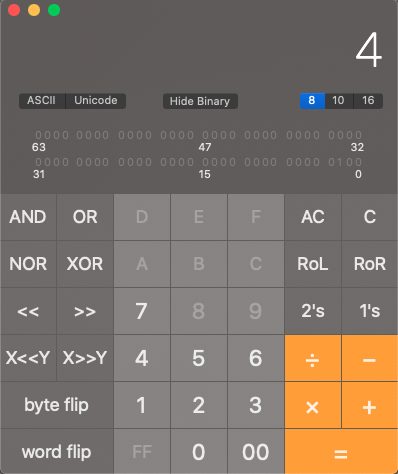 4
ASCII Unicode Hide Binary 8 10 16
0000 0000 0000 0000 0000 0000 0000 0000
63 47 32
0000 0000 0000 0000 0000 0000 0000 0100
31 15 0
AND OR D E F AC C
NOR XOR A B C RoL RoR
<< >> 7 8 9 2's 1's
X<<Y X>>Y 4 5 6 ÷ −
byte flip 1 2 3 × +
word flip FF 0 00 =